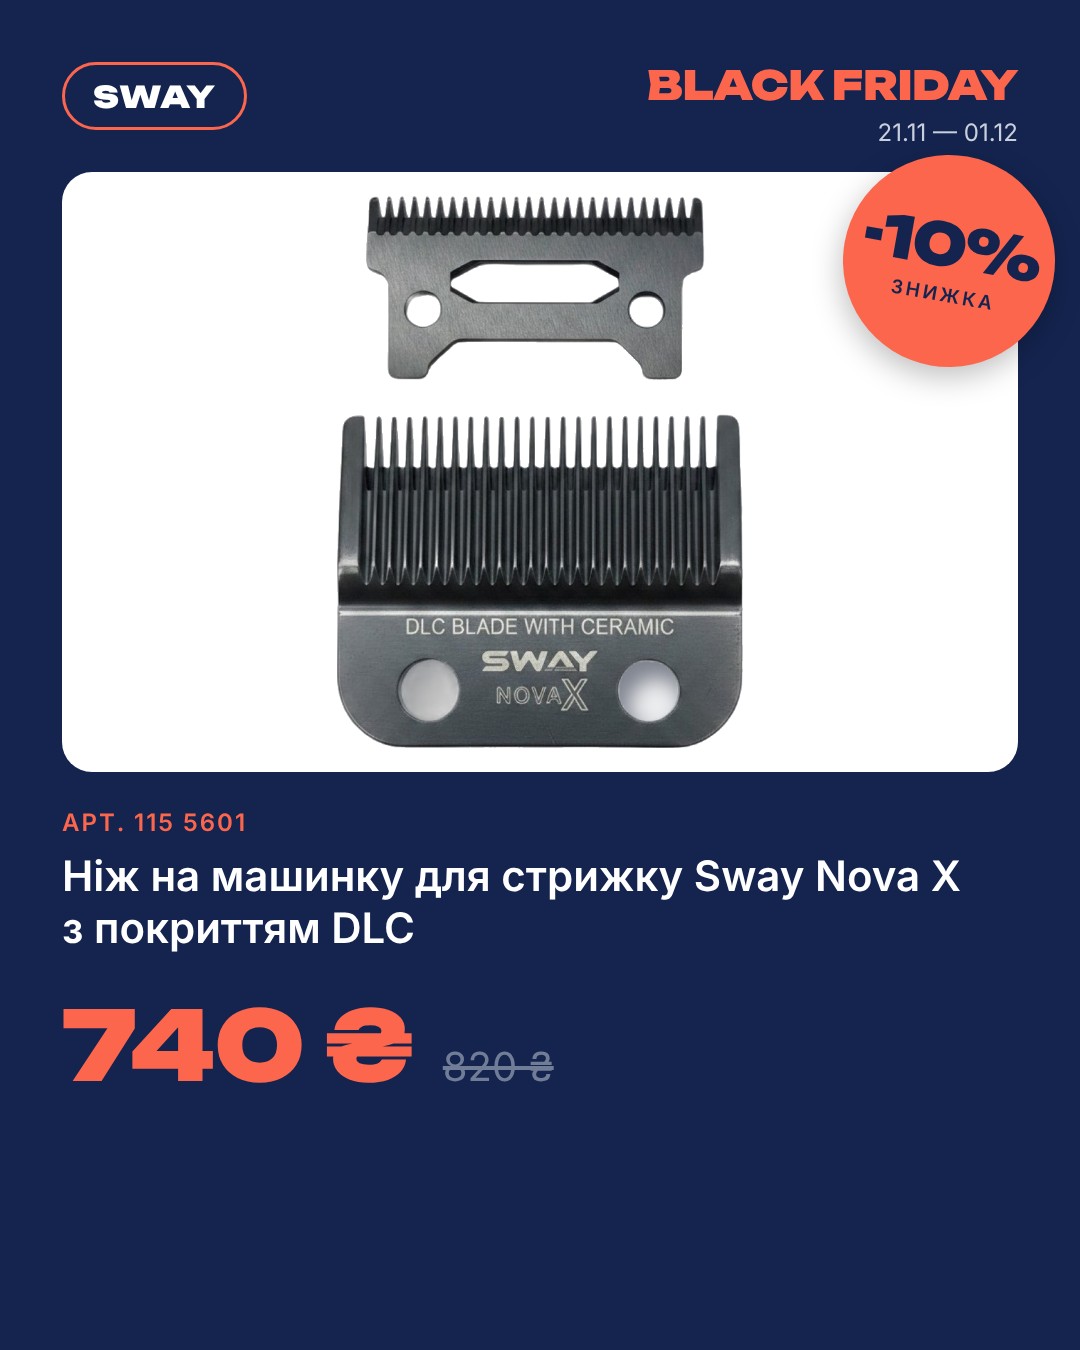 SWAY
BLACK FRIDAY
21.11 — 01.12
-10%
ЗНИЖКА
DLC BLADE WITH CERAMIC
SWAY
NOVA X
АРТ. 115 5601
Ніж на машинку для стрижку Sway Nova X
з покриттям DLC
740 ₴
820 ₴